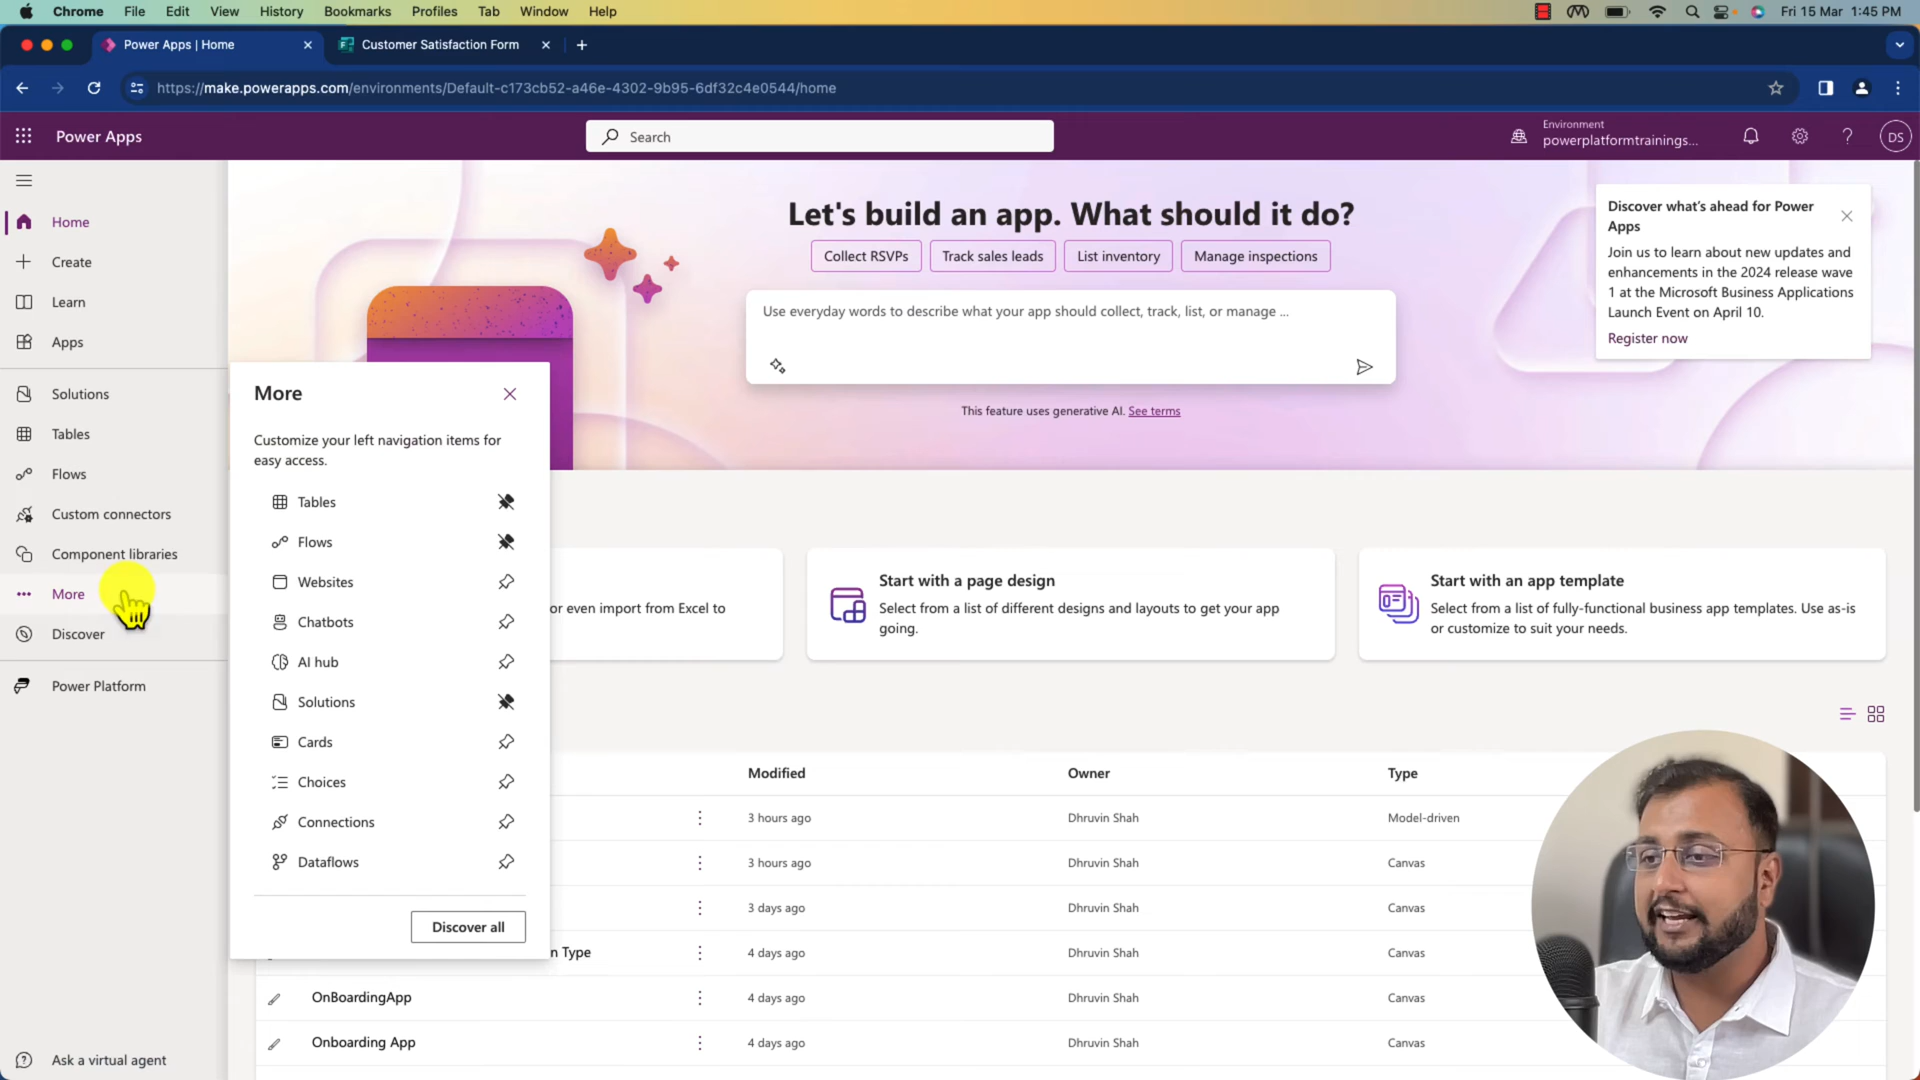 Chrome File Edit View History Bookmarks Profiles Tab Window Help Fri 15 Mar 1:45 PM
Power Apps | Home Customer Satisfaction Form
https://make.powerapps.com/environments/Default-c173cb52-a46e-4302-9b95-6df32c4e0544/home
Power Apps
Search
Environment
powerplatformtrainings...
DS
Home
Create
Learn
Apps
Solutions
Tables
Flows
Custom connectors
Component libraries
More
Discover
Power Platform
Ask a virtual agent
Let's build an app. What should it do?
Collect RSVPs Track sales leads List inventory Manage inspections
Use everyday words to describe what your app should collect, track, list, or manage ...
This feature uses generative AI. See terms
Discover what's ahead for Power
Apps
Join us to learn about new updates and
enhancements in the 2024 release wave
1 at the Microsoft Business Applications
Launch Event on April 10.
Register now
More
Customize your left navigation items for
easy access.
Tables
Flows
Websites
Chatbots
AI hub
Solutions
Cards
Choices
Connections
Dataflows
Discover all
or even import from Excel to
Start with a page design
Select from a list of different designs and layouts to get your app
going.
Start with an app template
Select from a list of fully-functional business app templates. Use as-is
or customize to suit your needs.
Modified Owner Type
3 hours ago Dhruvin Shah Model-driven
3 hours ago Dhruvin Shah Canvas
3 days ago Dhruvin Shah Canvas
n Type 4 days ago Dhruvin Shah Canvas
OnBoardingApp 4 days ago Dhruvin Shah Canvas
Onboarding App 4 days ago Dhruvin Shah Canvas